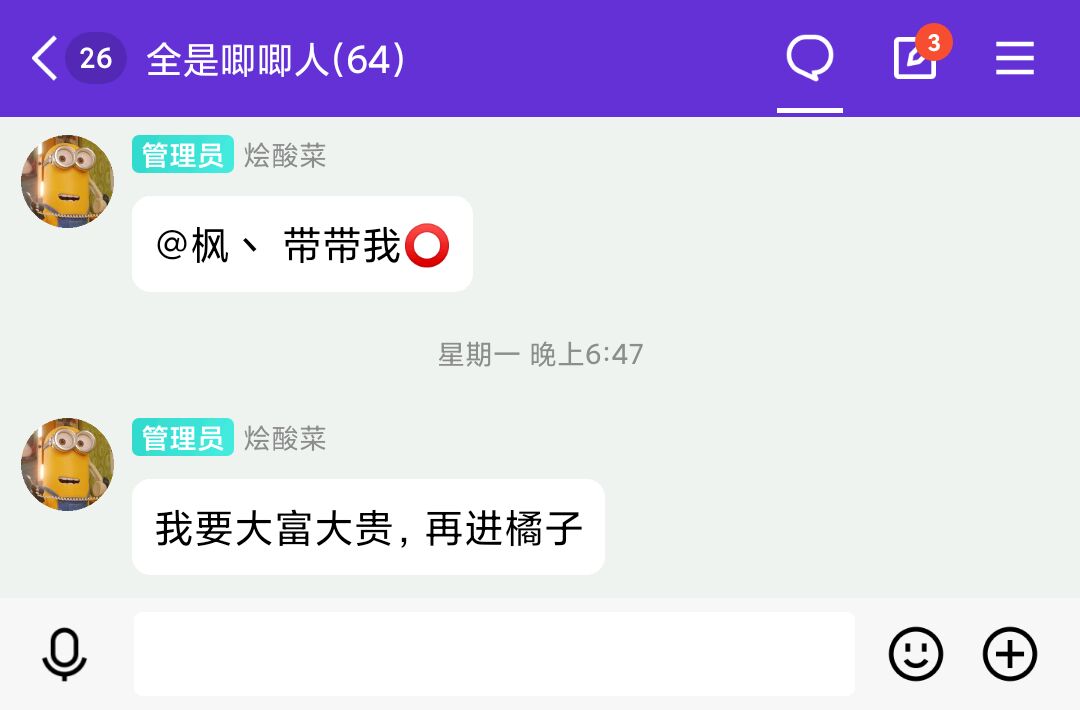 26 全是唧唧人(64) 3
管理员 烩酸菜
@枫丶 带带我⭕
星期一 晚上6:47
管理员 烩酸菜
我要大富大贵, 再进橘子